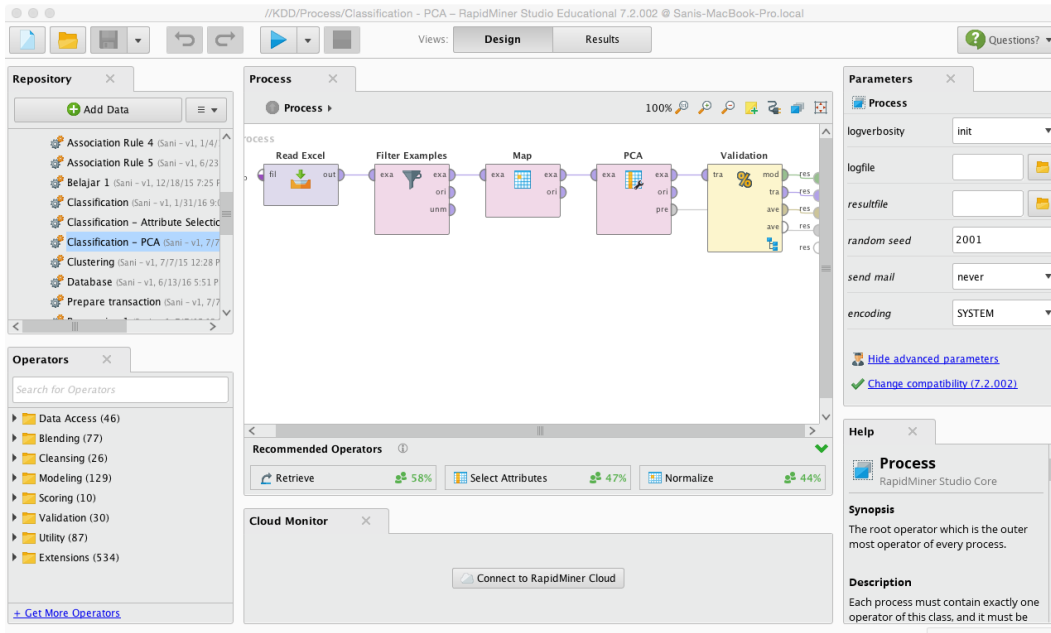 //KDD/Process/Classification - PCA – RapidMiner Studio Educational 7.2.002 @ Sanis-MacBook-Pro.local
Views: Design Results
Questions?
Repository
Add Data
Association Rule 4 (Sani – v1, 1/4/
Association Rule 5 (Sani – v1, 6/23
Belajar 1 (Sani – v1, 12/18/15 7:25 P
Classification (Sani – v1, 1/31/16 9:
Classification – Attribute Selectic
Classification – PCA (Sani – v1, 7/7
Clustering (Sani – v1, 7/7/15 12:28 P
Database (Sani – v1, 6/13/16 5:51 P
Prepare transaction (Sani – v1, 7/7
Operators
Search for Operators
Data Access (46)
Blending (77)
Cleansing (26)
Modeling (129)
Scoring (10)
Validation (30)
Utility (87)
Extensions (534)
+ Get More Operators
Process
Process
100%
rocess
Read Excel
fil out
Filter Examples
exa exa
ori
unm
Map
exa exa
ori
PCA
exa exa
ori
pre
Validation
tra mod
tra
ave
ave
res
res
res
res
res
Recommended Operators
Retrieve 58%
Select Attributes 47%
Normalize 44%
Cloud Monitor
Connect to RapidMiner Cloud
Parameters
Process
logverbosity init
logfile
resultfile
random seed 2001
send mail never
encoding SYSTEM
Hide advanced parameters
Change compatibility (7.2.002)
Help
Process
RapidMiner Studio Core
Synopsis
The root operator which is the outer
most operator of every process.
Description
Each process must contain exactly one
operator of this class, and it must be